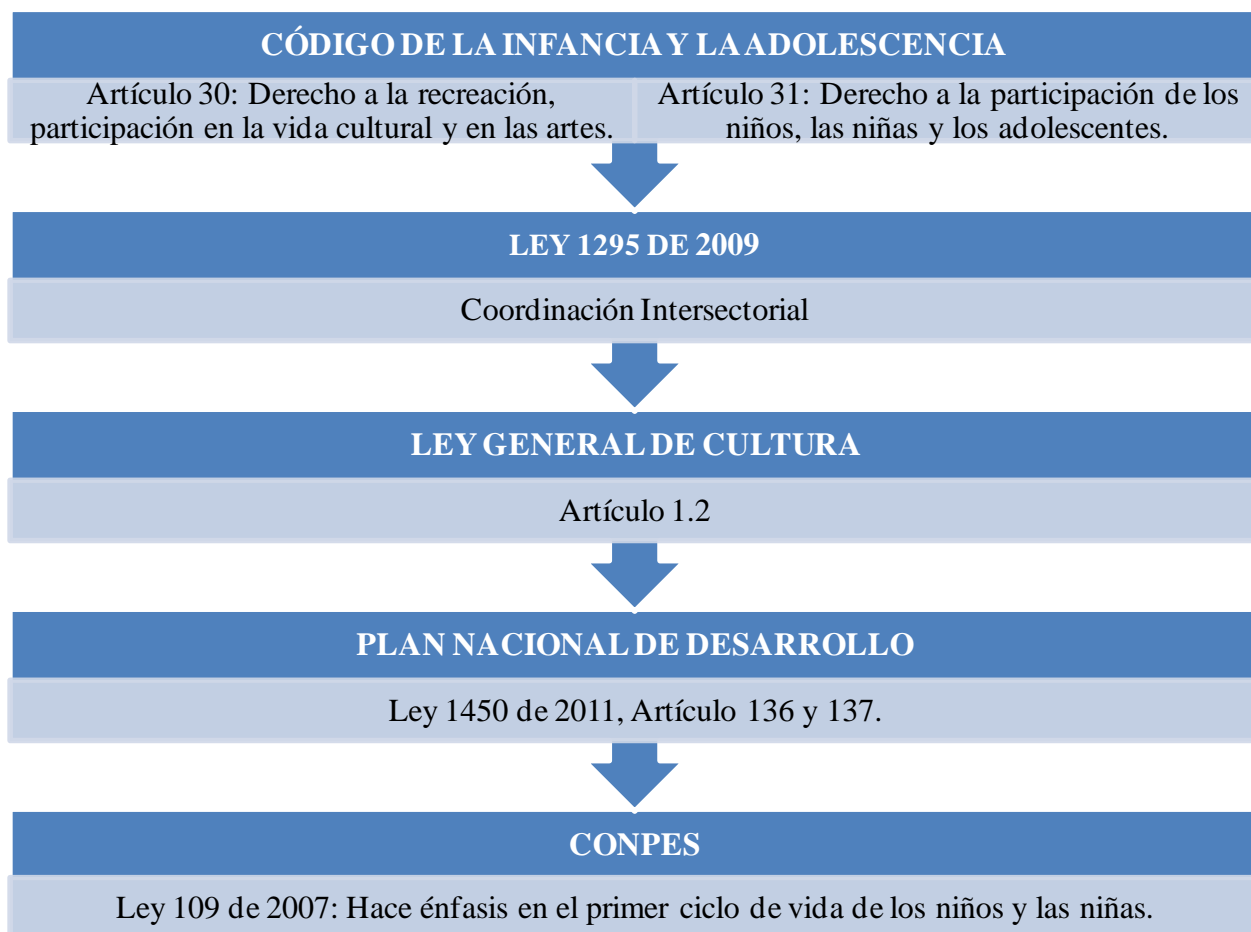 CÓDIGO DE LA INFANCIA Y LA ADOLESCENCIA
Artículo 30: Derecho a la recreación,
participación en la vida cultural y en las artes.
Artículo 31: Derecho a la participación de los
niños, las niñas y los adolescentes.
LEY 1295 DE 2009
Coordinación Intersectorial
LEY GENERAL DE CULTURA
Artículo 1.2
PLAN NACIONAL DE DESARROLLO
Ley 1450 de 2011, Artículo 136 y 137.
CONPES
Ley 109 de 2007: Hace énfasis en el primer ciclo de vida de los niños y las niñas.